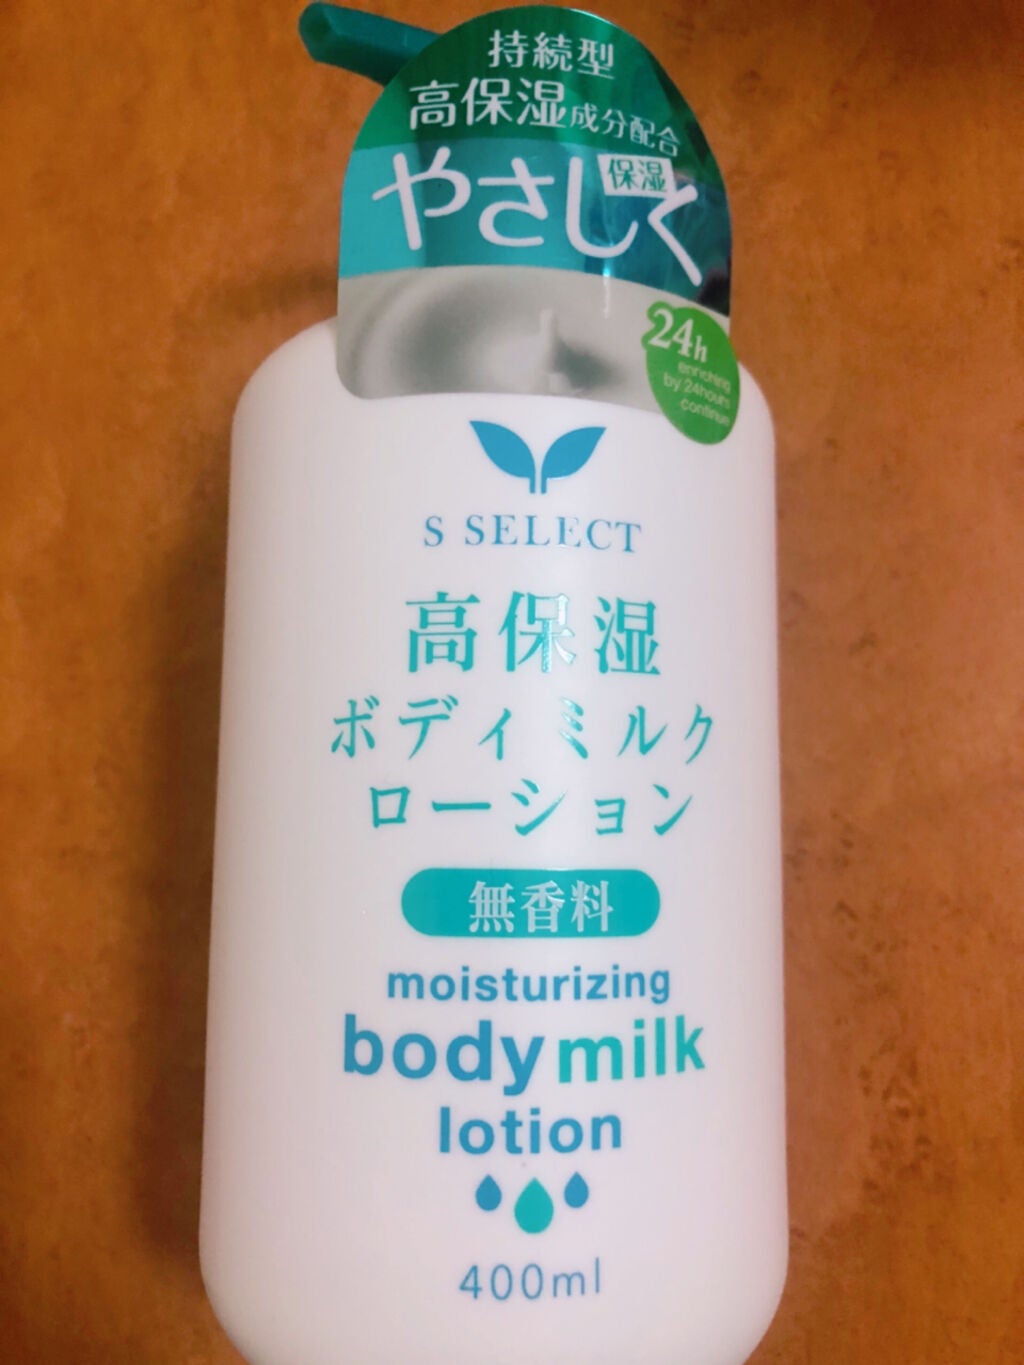 持続型
高保湿成分配合
やさしく
保湿
24h
enriching
by 24hours
continue
S SELECT
高保湿
ボディミルク
ローション
無香料
moisturizing
bodymilk
lotion
400ml